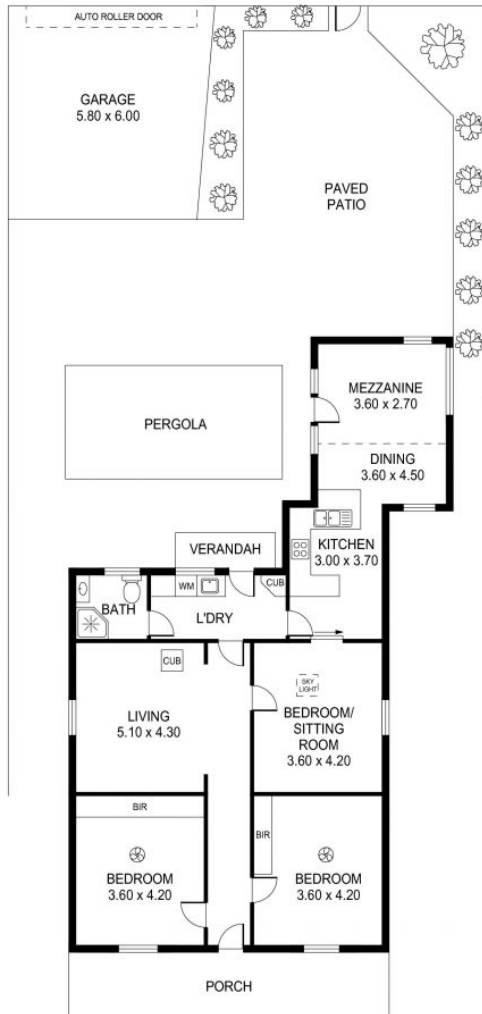 AUTO ROLLER DOOR
GARAGE
5.80 x 6.00
PAVED
PATIO
MEZZANINE
3.60 x 2.70
PERGOLA
DINING
3.60 x 4.50
KITCHEN
3.00 x 3.70
VERANDAH
WM
CUB
BATH
L'DRY
CUB
SKY
LIGHT
LIVING
5.10 x 4.30
BEDROOM/
SITTING
ROOM
3.60 x 4.20
BIR
BIR
BEDROOM
3.60 x 4.20
BEDROOM
3.60 x 4.20
PORCH